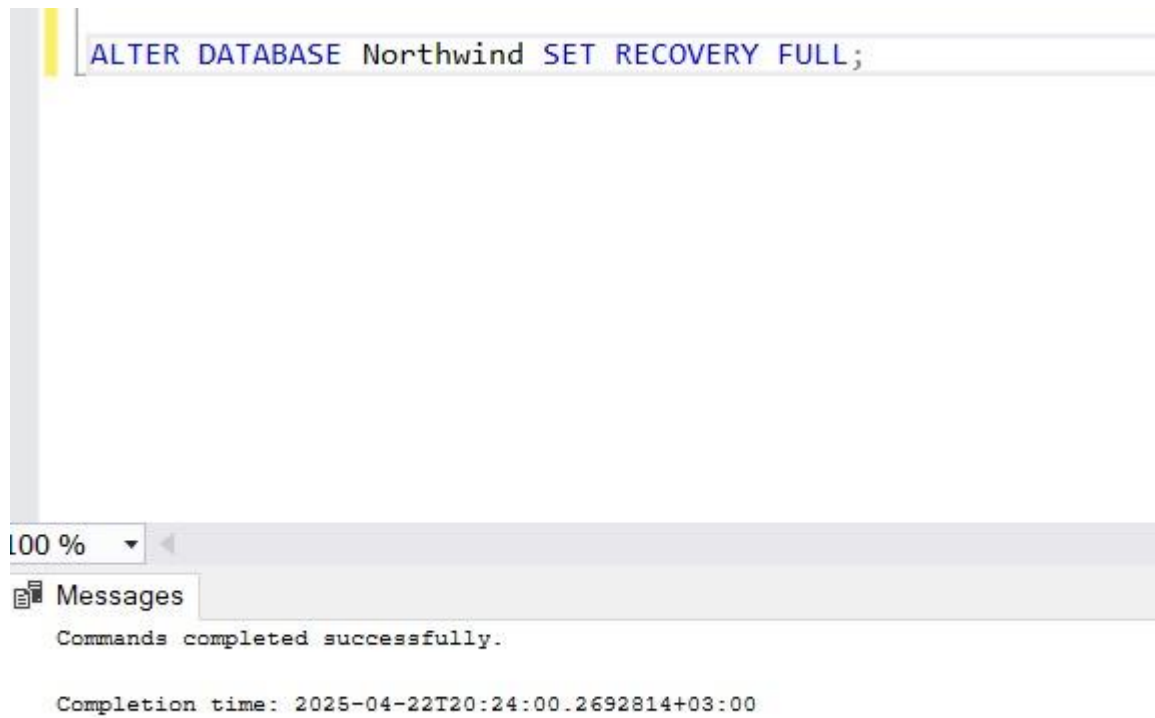 ALTER DATABASE Northwind SET RECOVERY FULL;
100 %
Messages
Commands completed successfully.
Completion time: 2025-04-22T20:24:00.2692814+03:00